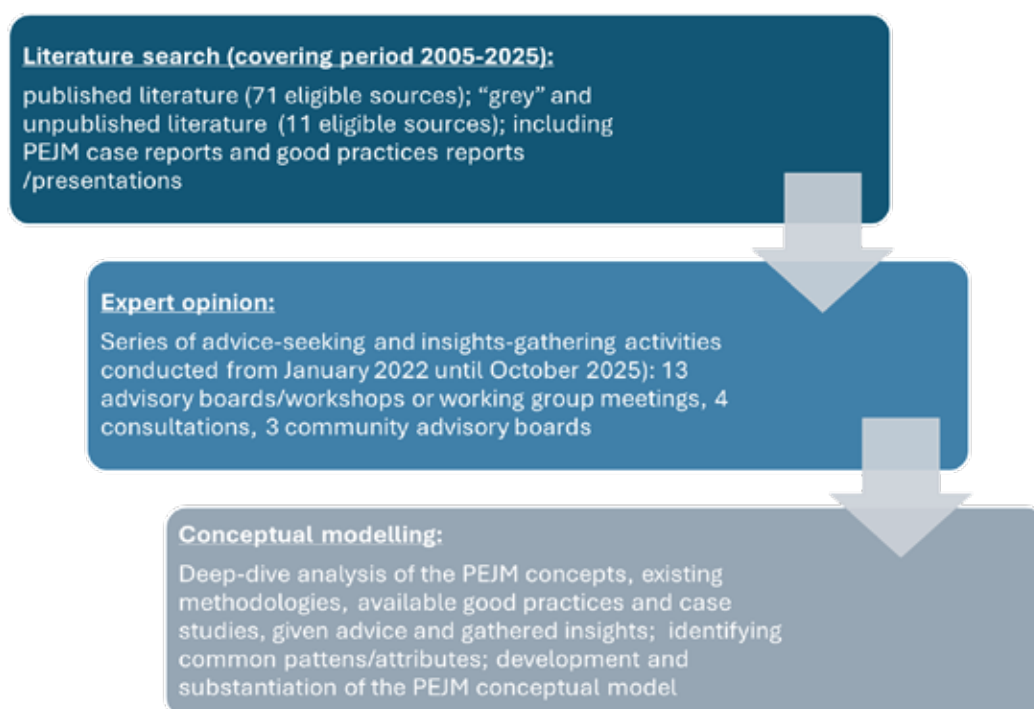 Literature search (covering period 2005-2025):
published literature (71 eligible sources); “grey” and
unpublished literature (11 eligible sources); including
PEJM case reports and good practices reports
/presentations
Expert opinion:
Series of advice-seeking and insights-gathering activities
conducted from January 2022 until October 2025): 13
advisory boards/workshops or working group meetings, 4
consultations, 3 community advisory boards
Conceptual modelling:
Deep-dive analysis of the PEJM concepts, existing
methodologies, available good practices and case
studies, given advice and gathered insights; identifying
common pattens/attributes; development and
substantiation of the PEJM conceptual model